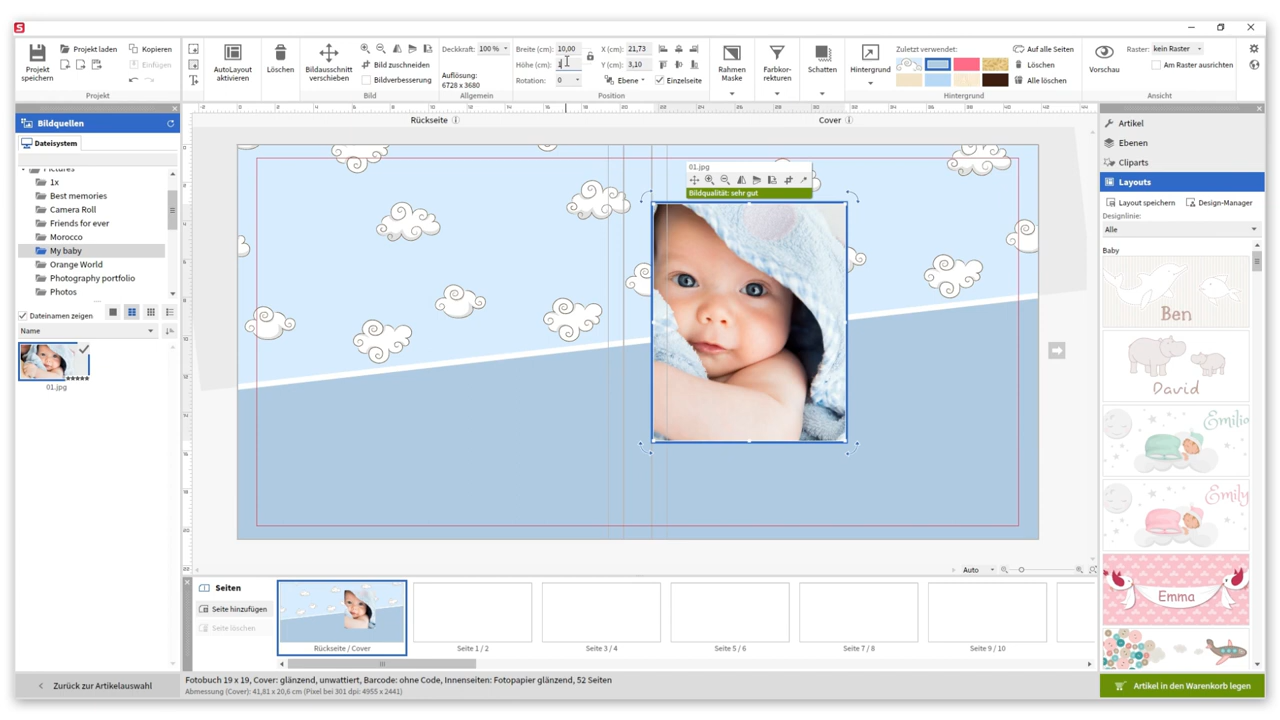 S
Projekt speichern
Projekt laden
Kopieren
Einfügen
Projekt
AutoLayout aktivieren
Löschen
Bildausschnitt verschieben
Bild zuschneiden
Bildverbesserung
Bild
Deckkraft: 100 %
Auflösung:
6728 x 3680
Allgemein
Breite (cm): 10,00
Höhe (cm):
Rotation: 0
X (cm): 21,73
Y (cm): 3,10
Ebene
Einzelseite
Position
Rahmen Maske
Farbkor-rekturen
Schatten
Hintergrund
Zuletzt verwendet:
Auf alle Seiten
Löschen
Alle löschen
Hintergrund
Vorschau
Raster: kein Raster
Am Raster ausrichten
Ansicht
Bildquellen
Dateisystem
Pictures
1x
Best memories
Camera Roll
Friends for ever
Morocco
My baby
Orange World
Photography portfolio
Photos
Dateinamen zeigen
Name
01.jpg
Rückseite
Cover
01.jpg
Bildqualität: sehr gut
Auto
Artikel
Ebenen
Cliparts
Layouts
Layout speichern
Design-Manager
Designlinie:
Alle
Baby
Ben
David
Emilio
Emily
Emma
Seiten
Seite hinzufügen
Seite löschen
Rückseite / Cover
Seite 1 / 2
Seite 3 / 4
Seite 5 / 6
Seite 7 / 8
Seite 9 / 10
Zurück zur Artikelauswahl
Fotobuch 19 x 19, Cover: glänzend, unwattiert, Barcode: ohne Code, Innenseiten: Fotopapier glänzend, 52 Seiten
Abmessung (Cover): 41,81 x 20,6 cm (Pixel bei 301 dpi: 4955 x 2441)
Artikel in den Warenkorb legen